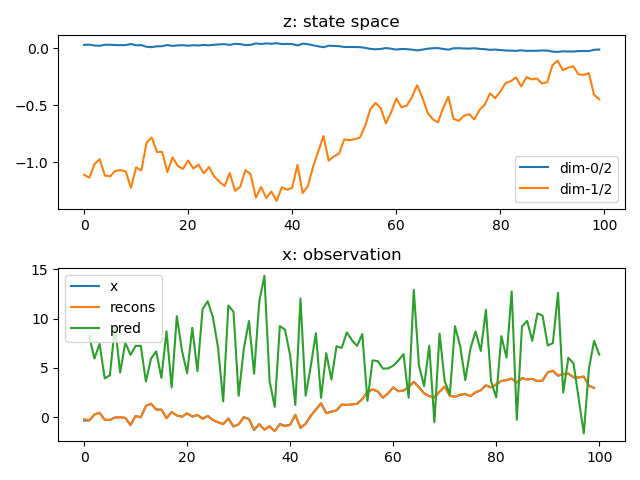 z: state space
0.0
−0.5
−1.0
dim-0/2
dim-1/2
0 20 40 60 80 100
x: observation
15
10
5
0
x
recons
pred
0 20 40 60 80 100